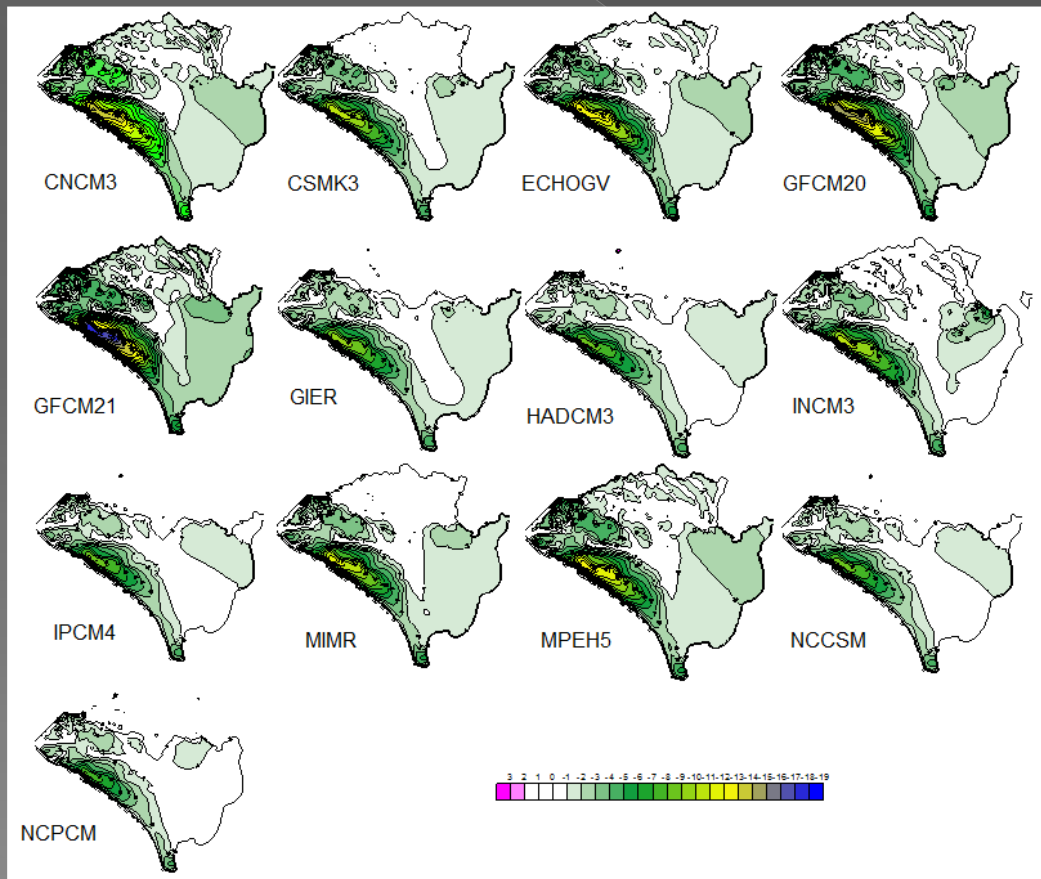 CNCM3
CSMK3
ECHOGV
GFCM20
GFCM21
GIER
HADCM3
INCM3
IPCM4
MIMR
MPEH5
NCCSM
NCPCM
3 2 1 0 -1 -2 -3 -4 -5 -6 -7 -8 -9 -10 -11 -12 -13 -14 -15 -16 -17 -18 -19